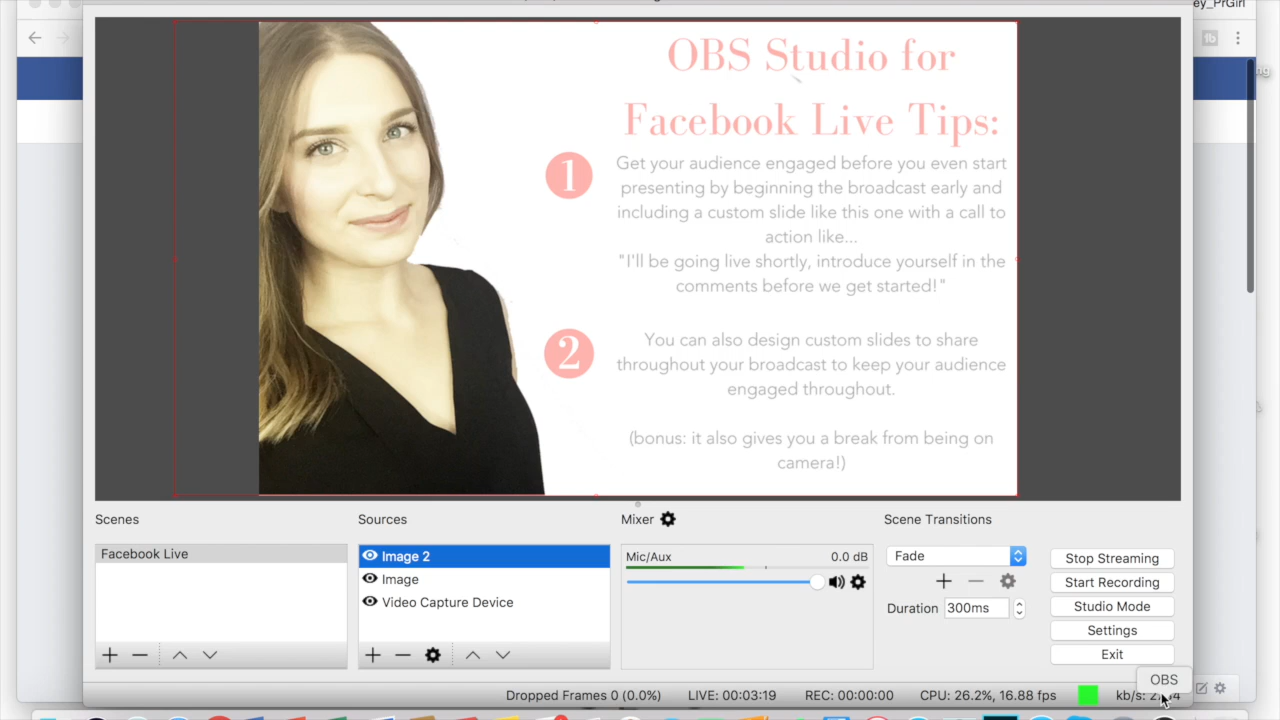 ey_PrGirl
OBS Studio for
Facebook Live Tips:
1
Get your audience engaged before you even start
presenting by beginning the broadcast early and
including a custom slide like this one with a call to
action like...
"I'll be going live shortly, introduce yourself in the
comments before we get started!"
2
You can also design custom slides to share
throughout your broadcast to keep your audience
engaged throughout.
(bonus: it also gives you a break from being on
camera!)
Scenes
Sources
Mixer
Scene Transitions
Facebook Live
Image 2
Image
Video Capture Device
Mic/Aux 0.0 dB
Fade
Duration 300ms
Stop Streaming
Start Recording
Studio Mode
Settings
Exit
OBS
Dropped Frames 0 (0.0%) LIVE: 00:03:19 REC: 00:00:00 CPU: 26.2%, 16.88 fps kb/s: